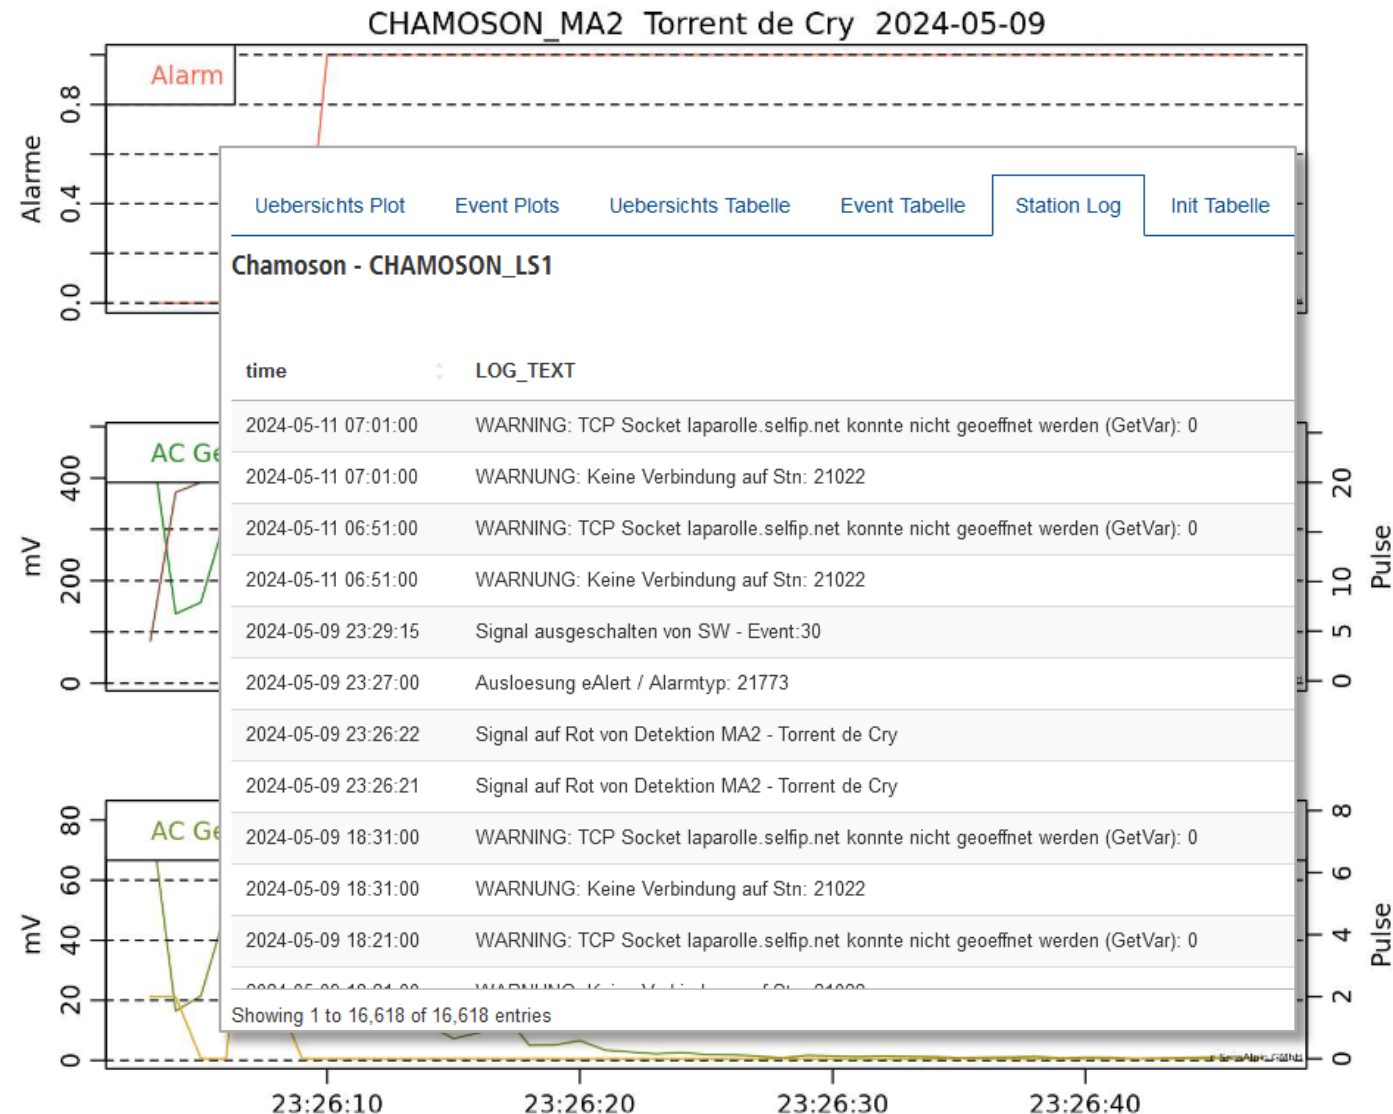 CHAMOSON_MA2 Torrent de Cry 2024-05-09
Alarm
Alarme
0.8
0.4
0.0
Uebersichts Plot Event Plots Uebersichts Tabelle Event Tabelle Station Log Init Tabelle
Chamoson - CHAMOSON_LS1
time LOG_TEXT
2024-05-11 07:01:00 WARNING: TCP Socket laparolle.selfip.net konnte nicht geoeffnet werden (GetVar): 0
2024-05-11 07:01:00 WARNUNG: Keine Verbindung auf Stn: 21022
2024-05-11 06:51:00 WARNING: TCP Socket laparolle.selfip.net konnte nicht geoeffnet werden (GetVar): 0
2024-05-11 06:51:00 WARNUNG: Keine Verbindung auf Stn: 21022
2024-05-09 23:29:15 Signal ausgeschalten von SW - Event:30
2024-05-09 23:27:00 Ausloesung eAlert / Alarmtyp: 21773
2024-05-09 23:26:22 Signal auf Rot von Detektion MA2 - Torrent de Cry
2024-05-09 23:26:21 Signal auf Rot von Detektion MA2 - Torrent de Cry
2024-05-09 18:31:00 WARNING: TCP Socket laparolle.selfip.net konnte nicht geoeffnet werden (GetVar): 0
2024-05-09 18:31:00 WARNUNG: Keine Verbindung auf Stn: 21022
2024-05-09 18:21:00 WARNING: TCP Socket laparolle.selfip.net konnte nicht geoeffnet werden (GetVar): 0
Showing 1 to 16,618 of 16,618 entries
AC Ge
mV
400
200
0
Pulse
20
10
5
0
AC Ge
mV
80
60
40
20
0
Pulse
8
6
4
2
0
23:26:10 23:26:20 23:26:30 23:26:40